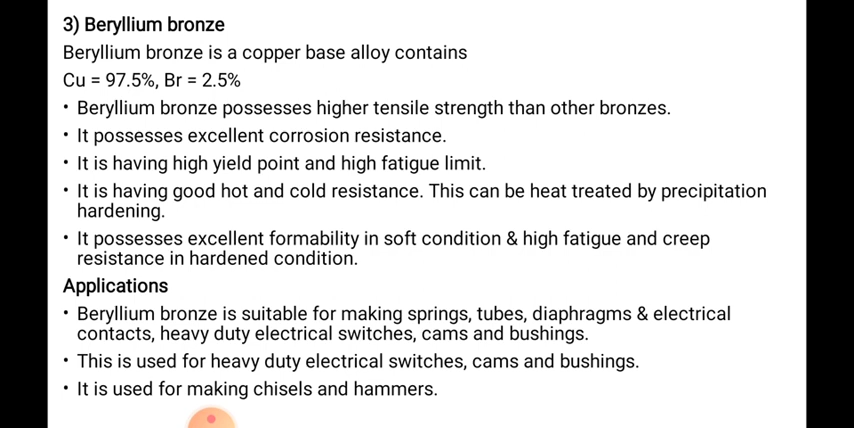 3) Beryllium bronze
Beryllium bronze is a copper base alloy contains
Cu = 97.5%, Br = 2.5%
• Beryllium bronze possesses higher tensile strength than other bronzes.
• It possesses excellent corrosion resistance.
• It is having high yield point and high fatigue limit.
• It is having good hot and cold resistance. This can be heat treated by precipitation
hardening.
• It possesses excellent formability in soft condition & high fatigue and creep
resistance in hardened condition.
Applications
• Beryllium bronze is suitable for making springs, tubes, diaphragms & electrical
contacts, heavy duty electrical switches, cams and bushings.
• This is used for heavy duty electrical switches, cams and bushings.
• It is used for making chisels and hammers.